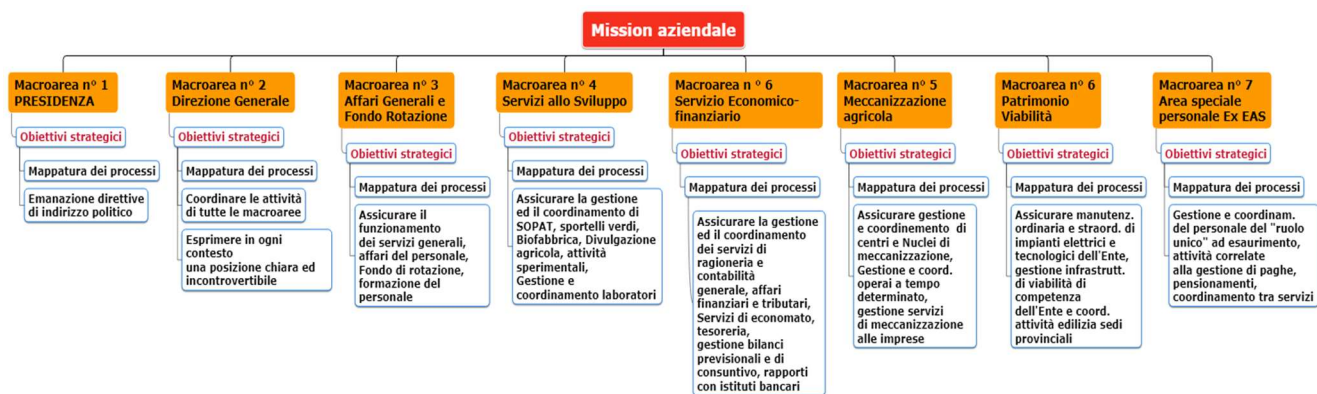 Mission aziendale
Macroarea n° 1
PRESIDENZA
Obiettivi strategici
Mappatura dei processi
Emanazione direttive
di indirizzo politico
Macroarea n° 2
Direzione Generale
Obiettivi strategici
Mappatura dei processi
Coordinare le attività
di tutte le macroaree
Esprimere in ogni
contesto
una posizione chiara ed
incontrovertibile
Macroarea n° 3
Affari Generali e
Fondo Rotazione
Obiettivi strategici
Mappatura dei processi
Assicurare il
funzionamento
dei servizi generali,
affari del personale,
Fondo di rotazione,
formazione del
personale
Macroarea n° 4
Servizi allo Sviluppo
Obiettivi strategici
Mappatura dei processi
Assicurare la gestione
ed il coordinamento di
SOPAT, sportelli verdi,
Biofabbrica, Divulgazione
agricola, attività
sperimentali,
Gestione e
coordinamento laboratori
Macroarea n° 6
Servizio Economico-
finanziario
Obiettivi strategici
Mappatura dei processi
Assicurare la gestione
ed il coordinamento
dei servizi di
ragioneria e
contabilità
generale, affari
finanziari e tributari,
Servizi di economato,
tesoreria,
gestione bilanci
previsionali e di
consuntivo, rapporti
con istituti bancari
Macroarea n° 5
Meccanizzazione
agricola
Obiettivi strategici
Mappatura dei processi
Assicurare gestione
e coordinemento di
centri e Nuclei di
meccanizzazione,
Gestione e coord.
operai a tempo
determinato,
gestione servizi
di meccanizzazione
alle imprese
Macroarea n° 6
Patrimonio
Viabilità
Obiettivi strategici
Mappatura dei processi
Assicurare manutenz.
ordinaria e straord. di
impianti elettrici e
tecnologici dell'Ente,
gestione infrastrutt.
di viabilità di
competenza
dell'Ente e coord.
attività edilizia sedi
provinciali
Macroarea n° 7
Area speciale
personale Ex EAS
Obiettivi strategici
Mappatura dei processi
Gestione e coordinam.
del personale del "ruolo
unico" ad esaurimento,
attività correlate
alla gestione di paghe,
pensionamenti,
coordinamento tra servizi